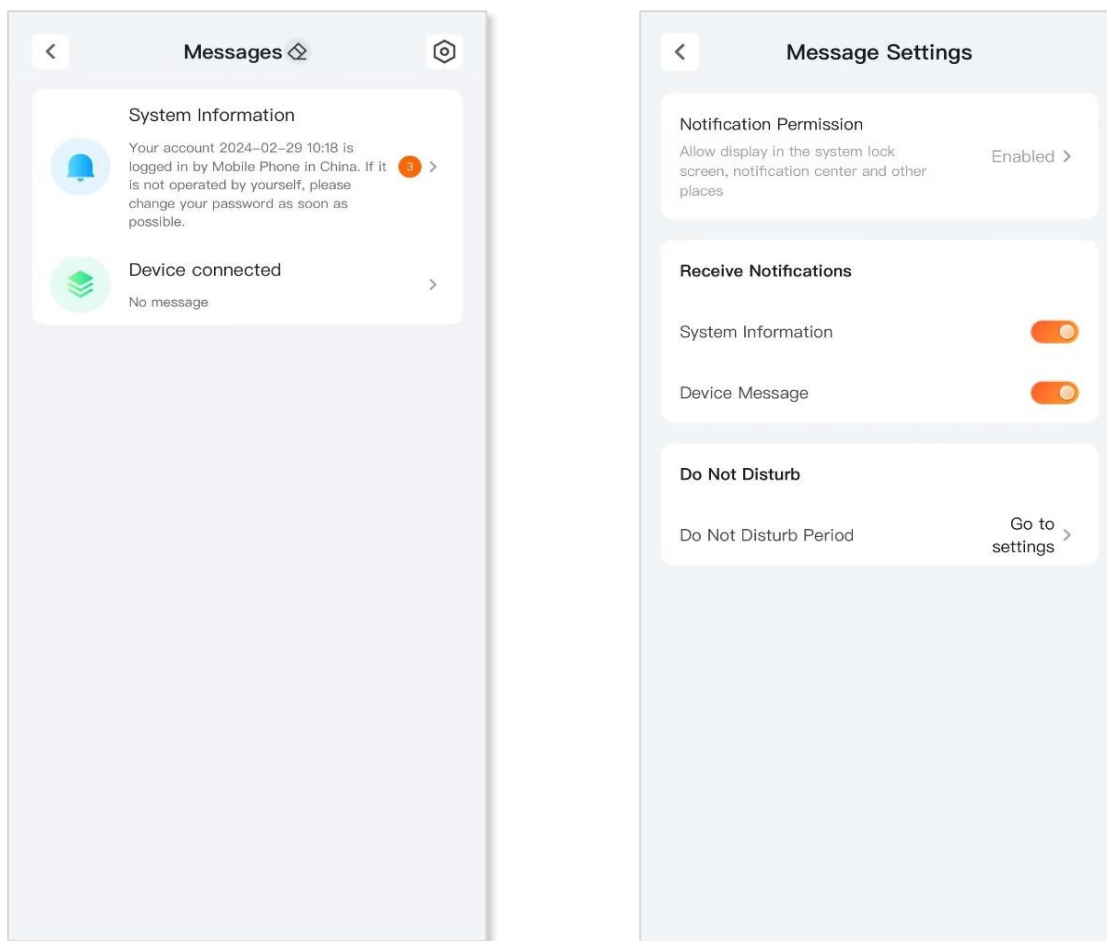 Messages
System Information
Your account 2024-02-29 10:18 is
logged in by Mobile Phone in China. If it
is not operated by yourself, please
change your password as soon as
possible.
3
Device connected
No message
Message Settings
Notification Permission
Allow display in the system lock
screen, notification center and other
places
Enabled
Receive Notifications
System Information
Device Message
Do Not Disturb
Do Not Disturb Period
Go to
settings